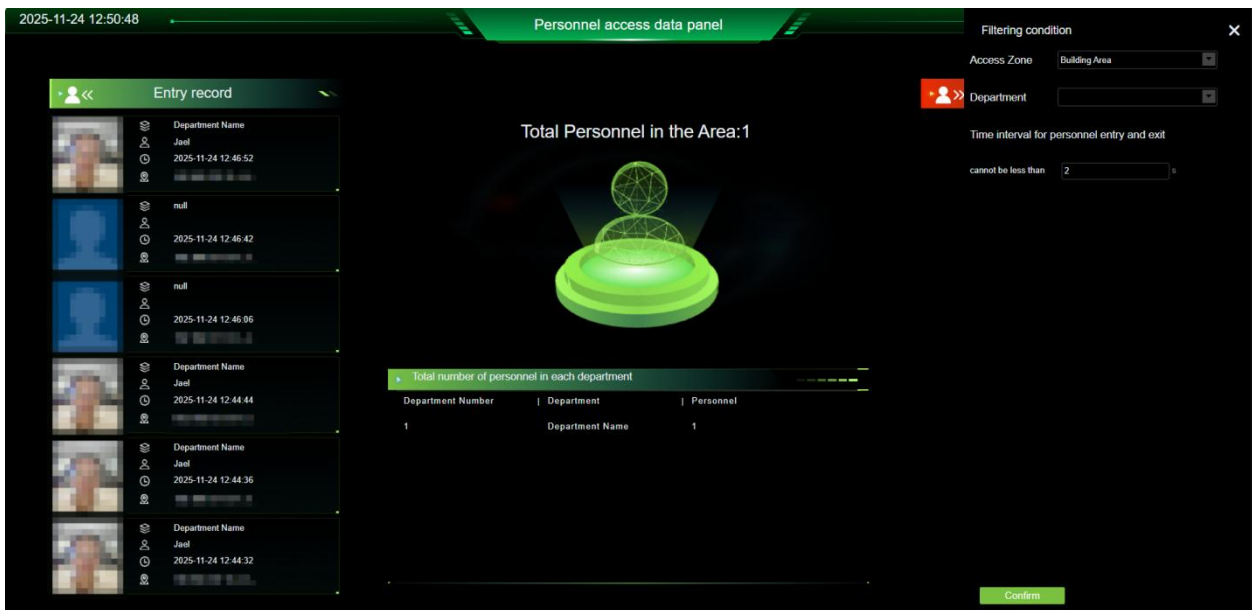 2025-11-24 12:50:48
Personnel access data panel
Entry record
Department Name
Jael
2025-11-24 12:46:52
null
2025-11-24 12:46:42
null
2025-11-24 12:46:06
Department Name
Jael
2025-11-24 12:44:44
Department Name
Jael
2025-11-24 12:44:36
Department Name
Jael
2025-11-24 12:44:32
Total Personnel in the Area:1
Total number of personnel in each department
Department Number | Department | Personnel
1 Department Name 1
Filtering condition
Access Zone Building Area
Department
Time interval for personnel entry and exit
cannot be less than 2 s
Confirm